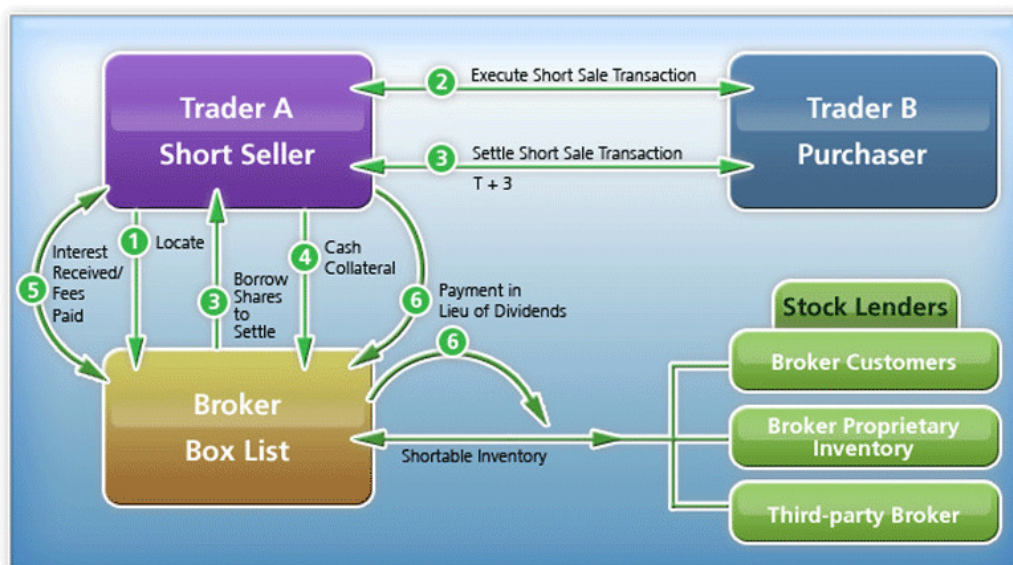 Trader A
Short Seller
2
Execute Short Sale Transaction
3
Settle Short Sale Transaction
T + 3
Trader B
Purchaser
1
Locate
Interest
Received/
Fees
Paid
5
3
Borrow
Shares
to
Settle
4
Cash
Collateral
6
Payment in
Lieu of Dividends
6
Broker
Box List
Shortable Inventory
Stock Lenders
Broker Customers
Broker Proprietary
Inventory
Third-party Broker